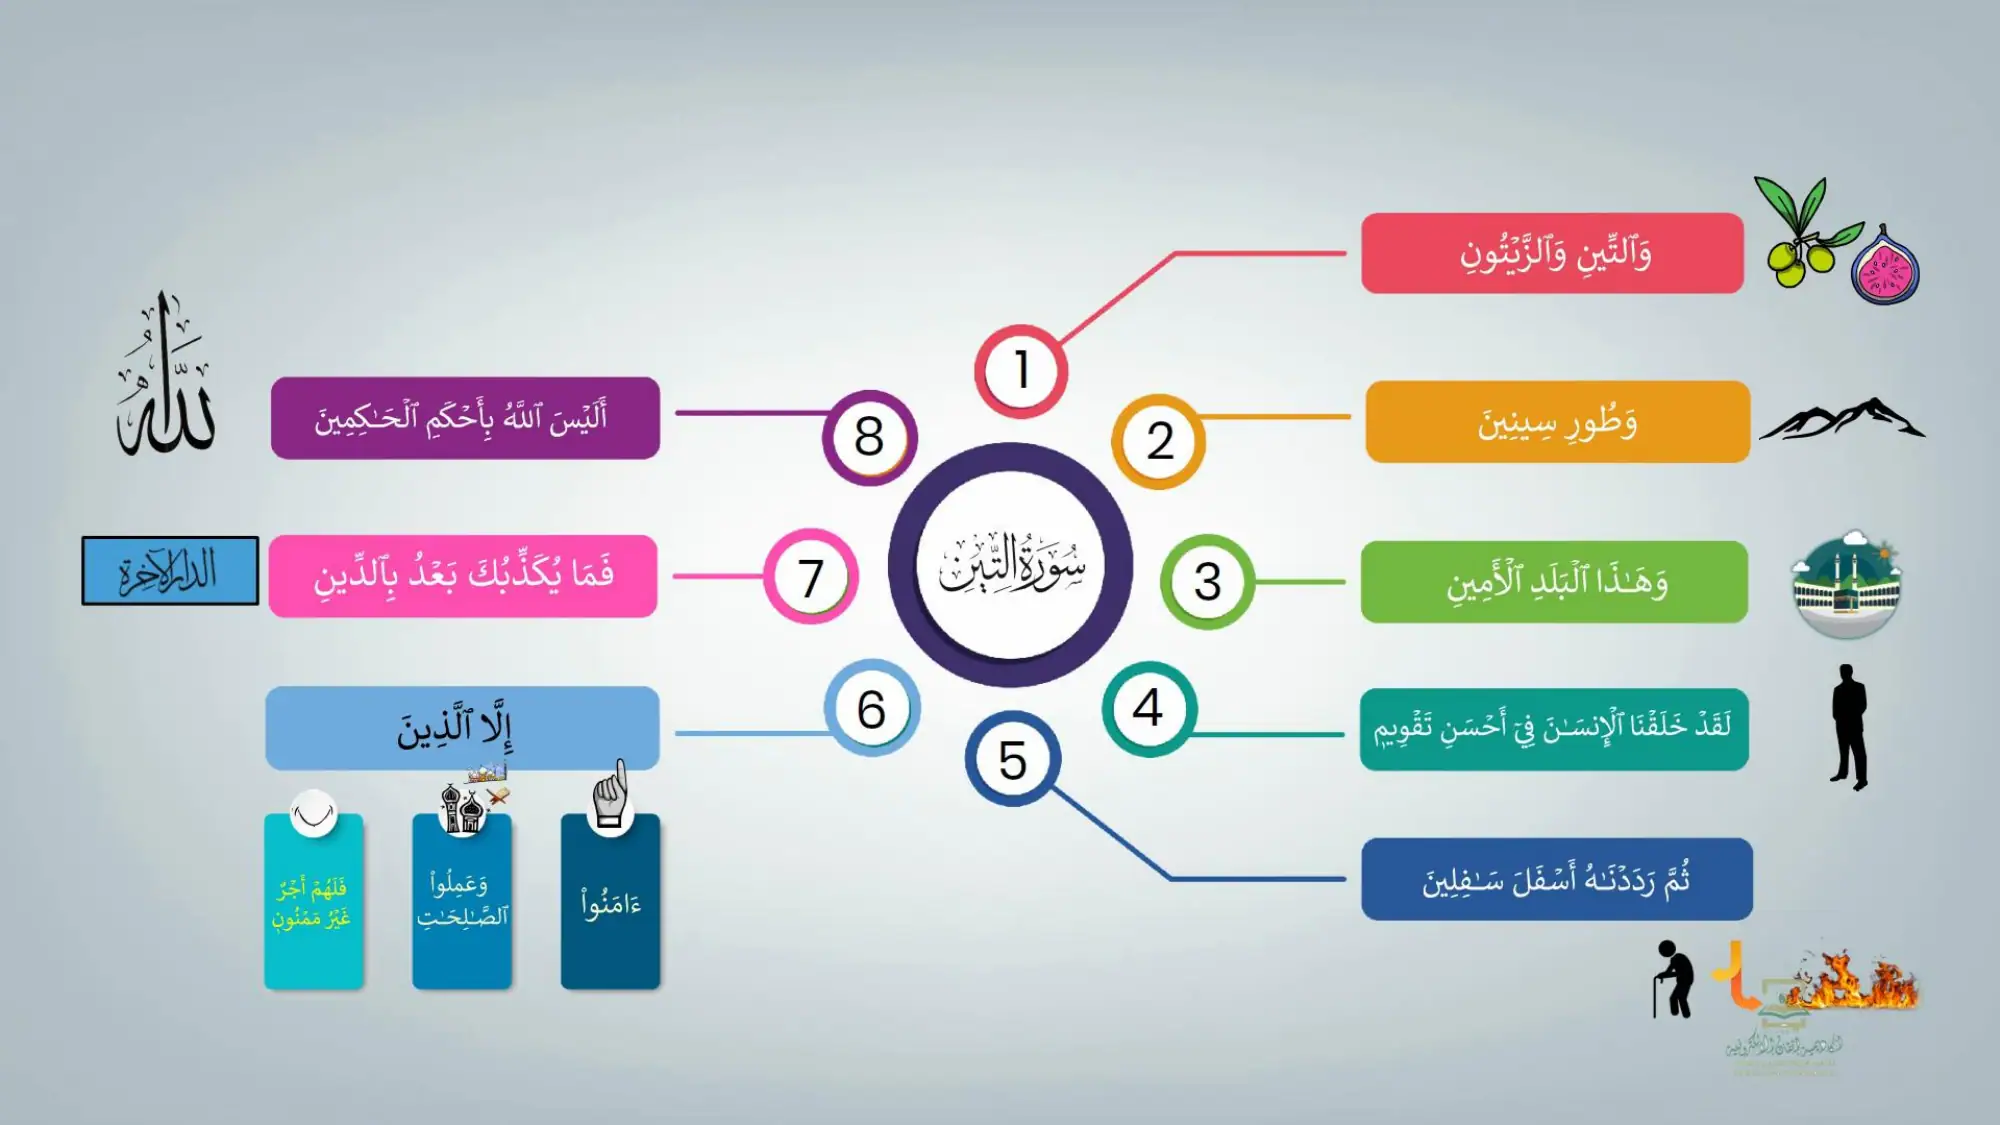 سُورَةُ التِّينِ
1
وَٱلتِّينِ وَٱلزَّيْتُونِ
2
وَطُورِ سِينِينَ
3
وَهَـٰذَا ٱلْبَلَدِ ٱلْأَمِينِ
4
لَقَدْ خَلَقْنَا ٱلْإِنسَـٰنَ فِىٓ أَحْسَنِ تَقْوِيمٍ
5
ثُمَّ رَدَدْنَـٰهُ أَسْفَلَ سَـٰفِلِينَ
6
إِلَّا ٱلَّذِينَ
ءَامَنُوا۟
وَعَمِلُوا۟
ٱلصَّـٰلِحَـٰتِ
فَلَهُمْ أَجْرٌ
غَيْرُ مَمْنُونٍ
7
فَمَا يُكَذِّبُكَ بَعْدُ بِٱلدِّينِ
الدار الآخرة
8
أَلَيْسَ ٱللَّهُ بِأَحْكَمِ ٱلْحَـٰكِمِينَ
الله